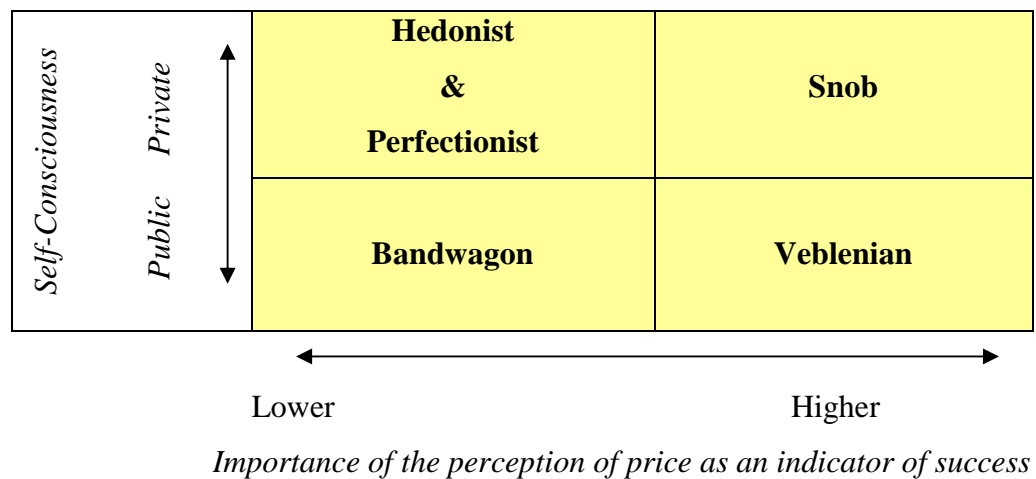 Self-Consciousness
Private
Public
Hedonist
&
Perfectionist
Snob
Bandwagon
Veblenian
Lower
Higher
Importance of the perception of price as an indicator of success